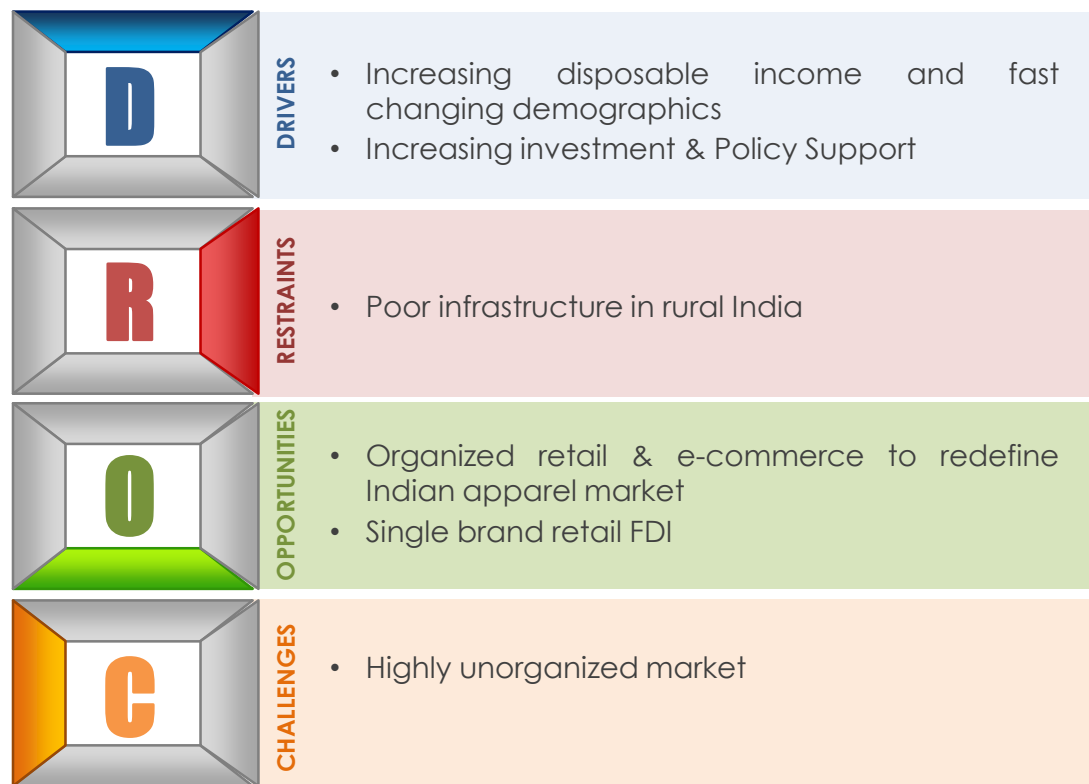 D
DRIVERS
• Increasing disposable income and fast
changing demographics
• Increasing investment & Policy Support
R
RESTRAINTS
• Poor infrastructure in rural India
O
OPPORTUNITIES
• Organized retail & e-commerce to redefine
Indian apparel market
• Single brand retail FDI
C
CHALLENGES
• Highly unorganized market